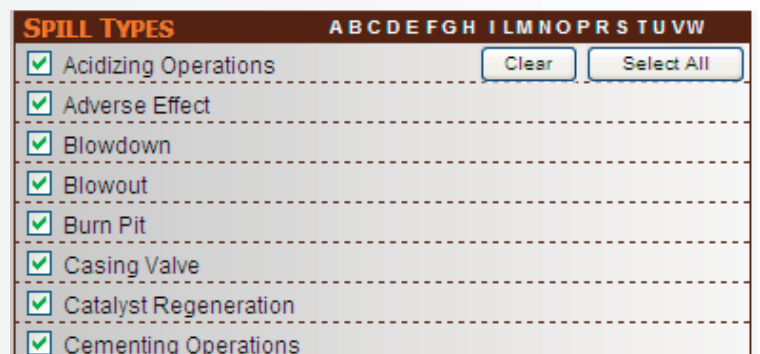 SPILL TYPES A B C D E F G H I L M N O P R S T U V W
Acidizing Operations Clear Select All
Adverse Effect
Blowdown
Blowout
Burn Pit
Casing Valve
Catalyst Regeneration
Cementing Operations